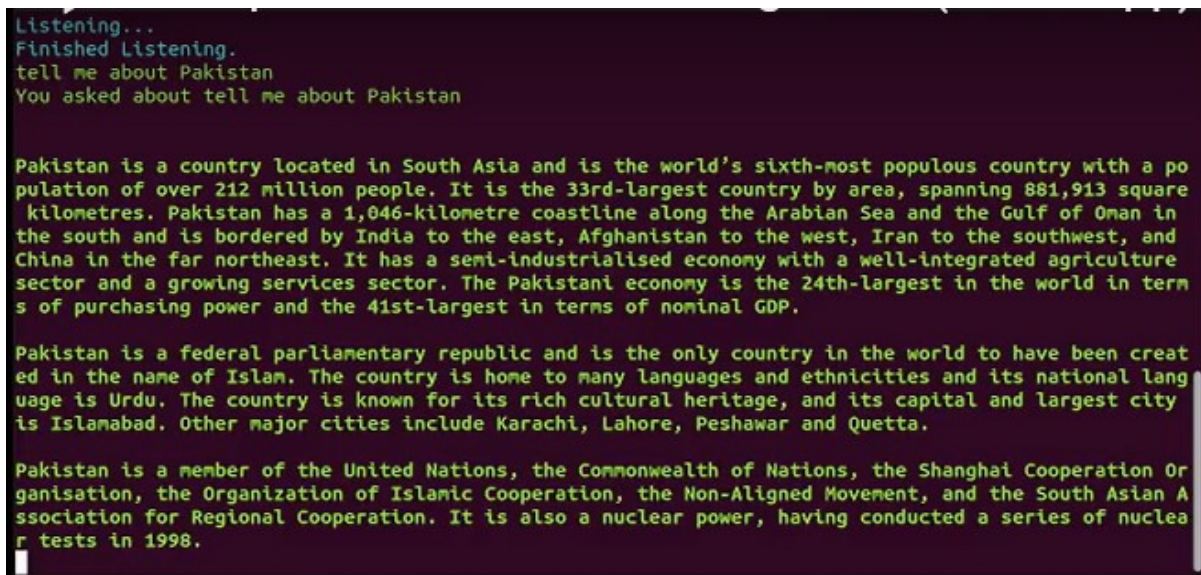 Listening...
Finished Listening.
tell me about Pakistan
You asked about tell me about Pakistan
Pakistan is a country located in South Asia and is the world's sixth-most populous country with a po
pulation of over 212 million people. It is the 33rd-largest country by area, spanning 881,913 square
kilometres. Pakistan has a 1,046-kilometre coastline along the Arabian Sea and the Gulf of Oman in
the south and is bordered by India to the east, Afghanistan to the west, Iran to the southwest, and
China in the far northeast. It has a semi-industrialised economy with a well-integrated agriculture
sector and a growing services sector. The Pakistani economy is the 24th-largest in the world in term
s of purchasing power and the 41st-largest in terms of nominal GDP.
Pakistan is a federal parliamentary republic and is the only country in the world to have been creat
ed in the name of Islam. The country is home to many languages and ethnicities and its national lang
uage is Urdu. The country is known for its rich cultural heritage, and its capital and largest city
is Islamabad. Other major cities include Karachi, Lahore, Peshawar and Quetta.
Pakistan is a member of the United Nations, the Commonwealth of Nations, the Shanghai Cooperation Or
ganisation, the Organization of Islamic Cooperation, the Non-Aligned Movement, and the South Asian A
ssociation for Regional Cooperation. It is also a nuclear power, having conducted a series of nuclea
r tests in 1998.